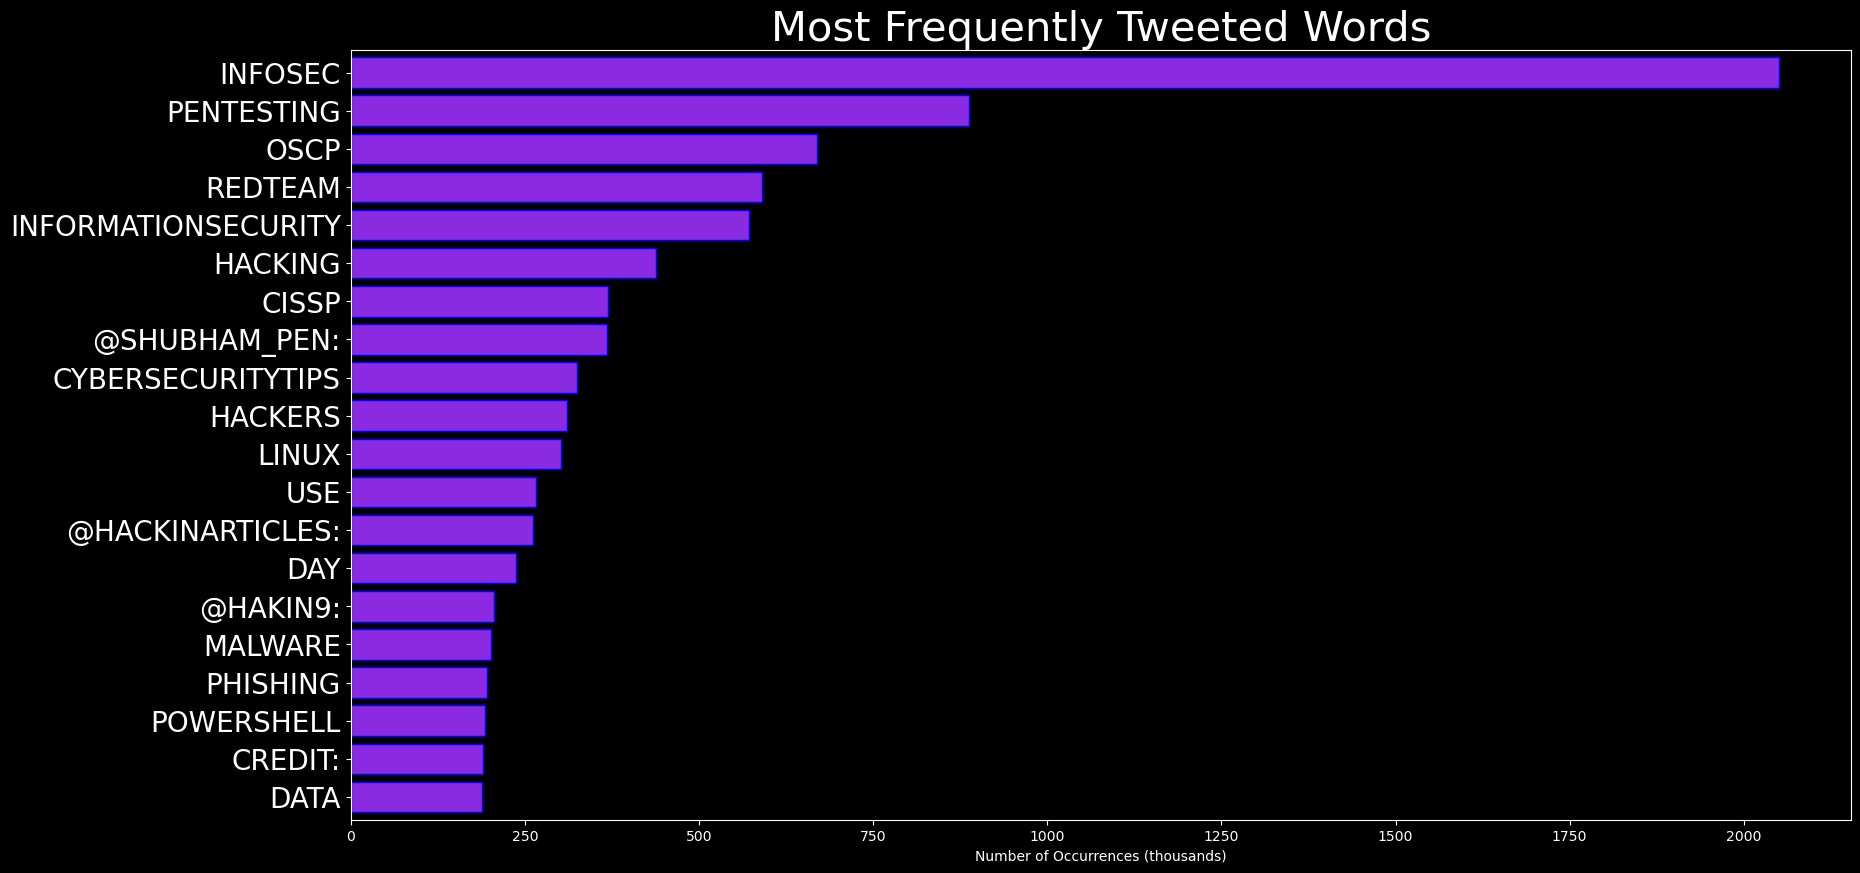 Most Frequently Tweeted Words
INFOSEC
PENTESTING
OSCP
REDTEAM
INFORMATIONSECURITY
HACKING
CISSP
@SHUBHAM_PEN:
CYBERSECURITYTIPS
HACKERS
LINUX
USE
@HACKINARTICLES:
DAY
@HAKIN9:
MALWARE
PHISHING
POWERSHELL
CREDIT:
DATA
0 250 500 750 1000 1250 1500 1750 2000
Number of Occurrences (thousands)